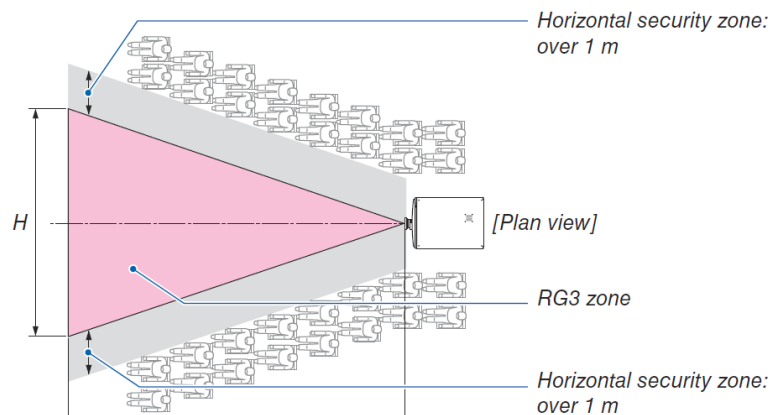 Horizontal security zone:
over 1 m
H
[Plan view]
RG3 zone
Horizontal security zone:
over 1 m